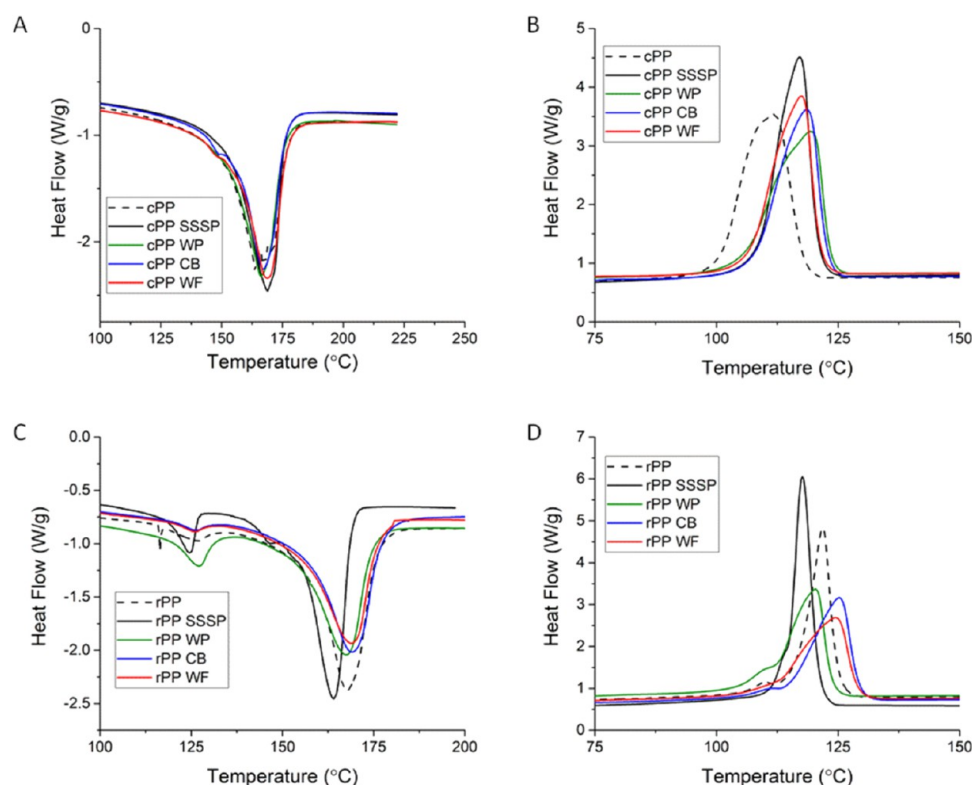 A
B
Heat Flow (W/g)
-1
-2
cPP
cPP SSSP
cPP WP
cPP CB
cPP WF
100 125 150 175 200 225 250
Temperature (°C)
Heat Flow (W/g)
5
4
3
2
1
0
cPP
cPP SSSP
cPP WP
cPP CB
cPP WF
75 100 125 150
Temperature (°C)
C
D
Heat Flow (W/g)
0.0
-0.5
-1.0
-1.5
-2.0
-2.5
rPP
rPP SSSP
rPP WP
rPP CB
rPP WF
100 125 150 175 200
Temperature (°C)
Heat Flow (W/g)
7
6
5
4
3
2
1
0
rPP
rPP SSSP
rPP WP
rPP CB
rPP WF
75 100 125 150
Temperature (°C)